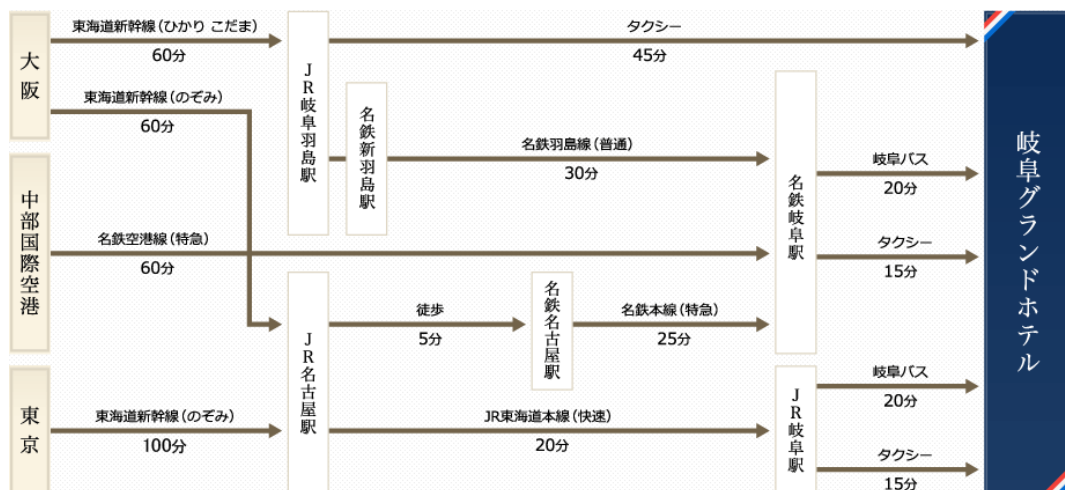 大阪
東海道新幹線（ひかり こだま）
60分
東海道新幹線（のぞみ）
60分
中部国際空港
名鉄空港線（特急）
60分
東京
東海道新幹線（のぞみ）
100分
JR岐阜羽島駅
タクシー
45分
名鉄新羽島駅
名鉄羽島線（普通）
30分
JR名古屋駅
徒歩
5分
名鉄名古屋駅
名鉄本線（特急）
25分
JR東海道本線（快速）
20分
名鉄岐阜駅
岐阜バス
20分
タクシー
15分
JR岐阜駅
岐阜バス
20分
タクシー
15分
岐阜グランドホテル